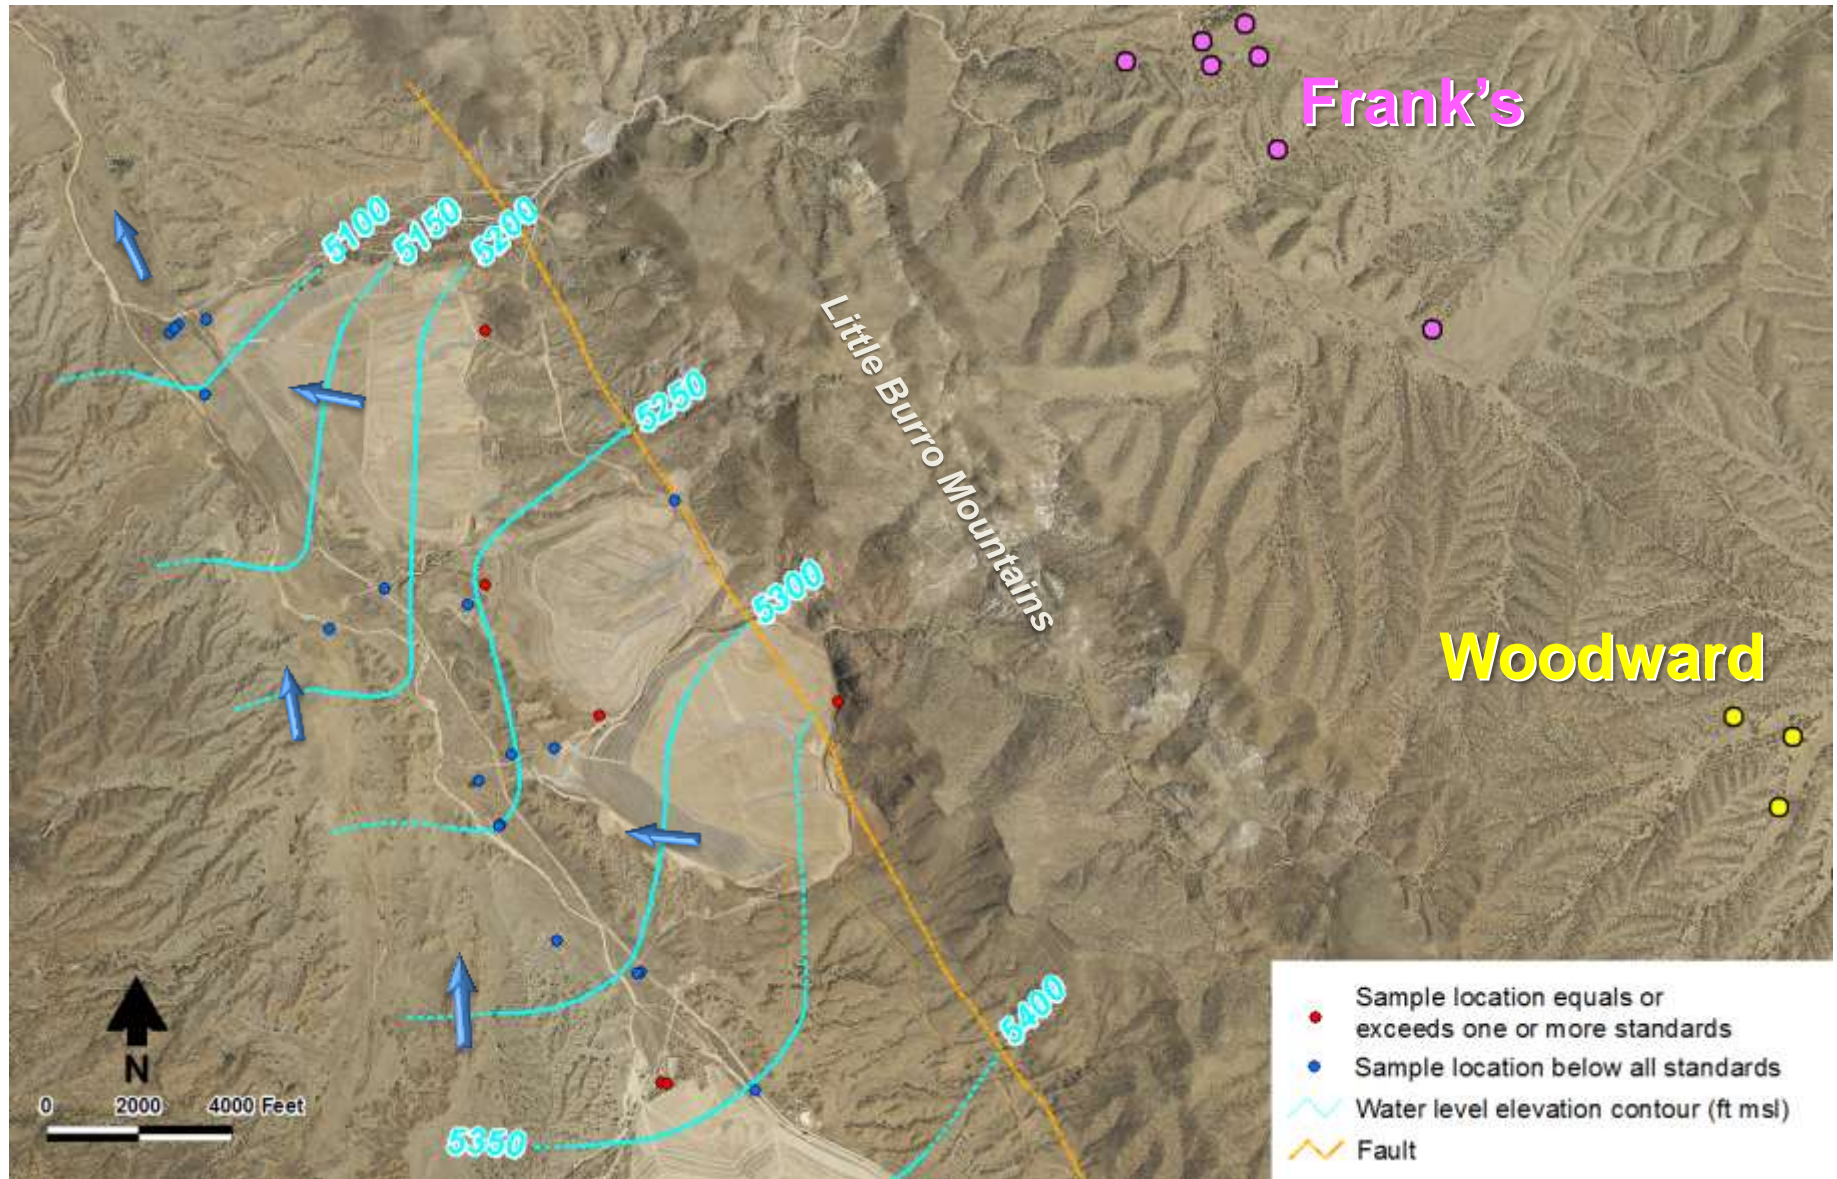 Frank's
5100
5150
5200
Little Burro Mountains
5250
5300
Woodward
5400
5350
N
0 2000 4000 Feet
Sample location equals or
exceeds one or more standards
Sample location below all standards
Water level elevation contour (ft msl)
Fault